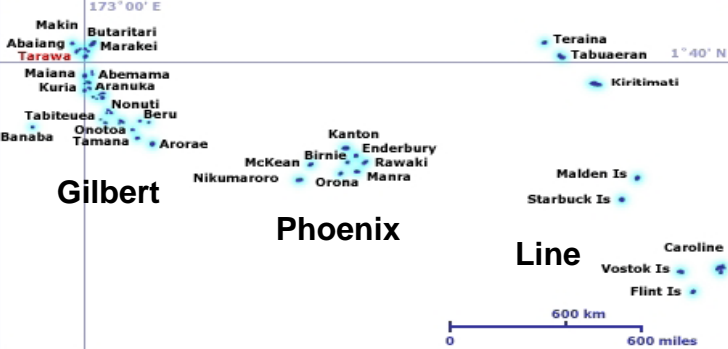 173°00' E
Makin
Butaritari
Abaiang
Marakei
Tarawa
Teraina
Tabuaeran
1°40' N
Maiana
Abemama
Kuria
Aranuka
Kiritimati
Nonuti
Tabiteuea
Beru
Banaba
Onotoa
Tamana
Arorae
Kanton
Enderbury
Birnie
McKean
Rawaki
Nikumaroro
Orona
Manra
Malden Is
Starbuck Is
Gilbert
Phoenix
Line
Caroline
Vostok Is
Flint Is
600 km
0
600 miles